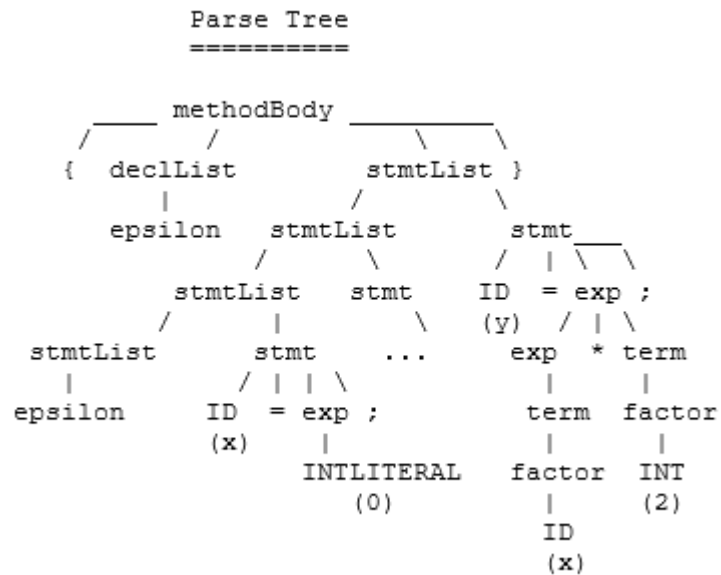 Parse Tree
==========
methodBody
{ declList stmtList }
epsilon stmtList stmt
stmtList stmt ID = exp ;
(y)
stmtList stmt ... exp * term
epsilon ID = exp ; term factor
(x)
INTLITERAL factor INT
(0) (2)
ID
(x)